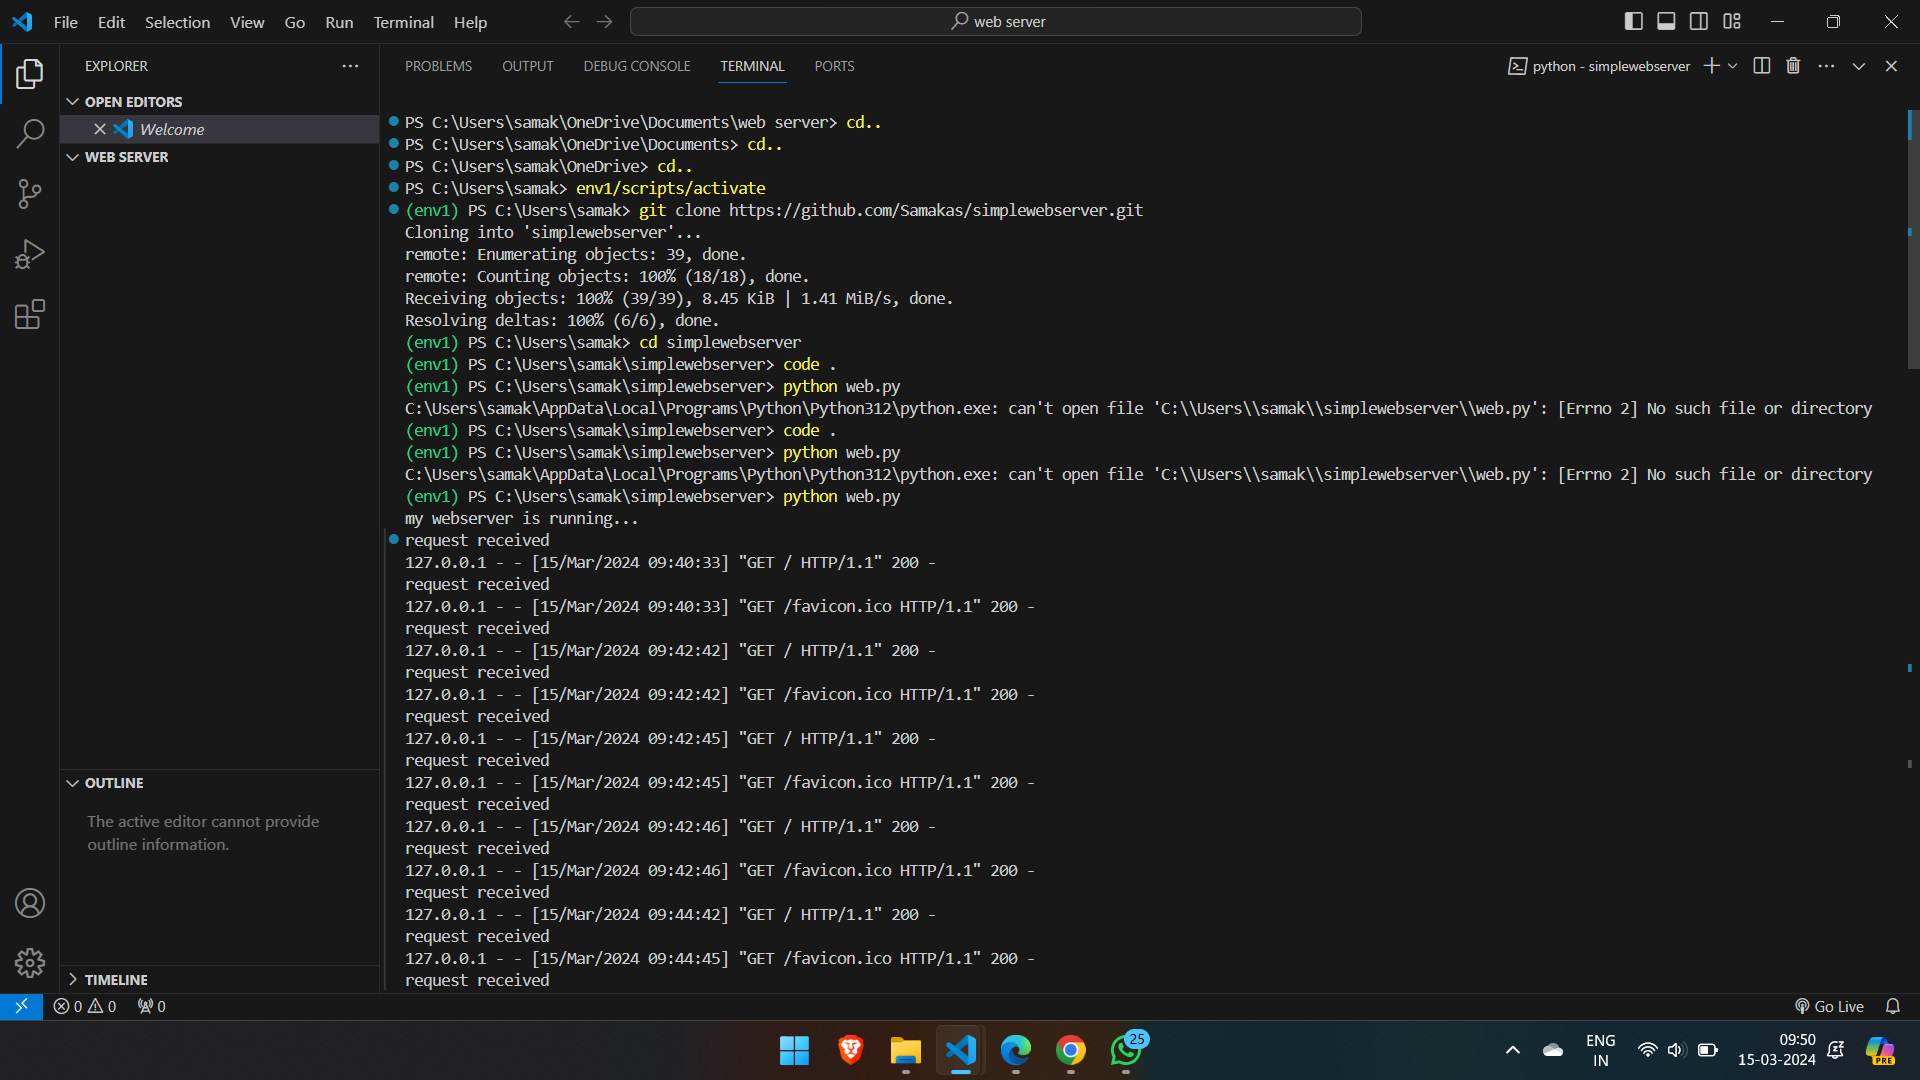 File Edit Selection View Go Run Terminal Help
web server
EXPLORER
OPEN EDITORS
Welcome
WEB SERVER
OUTLINE
The active editor cannot provide
outline information.
TIMELINE
PROBLEMS OUTPUT DEBUG CONSOLE TERMINAL PORTS
python - simplewebserver
PS C:\Users\samak\OneDrive\Documents\web server> cd..
PS C:\Users\samak\OneDrive\Documents> cd..
PS C:\Users\samak\OneDrive> cd..
PS C:\Users\samak> env1/scripts/activate
(env1) PS C:\Users\samak> git clone https://github.com/Samakas/simplewebserver.git
Cloning into 'simplewebserver'...
remote: Enumerating objects: 39, done.
remote: Counting objects: 100% (18/18), done.
Receiving objects: 100% (39/39), 8.45 KiB | 1.41 MiB/s, done.
Resolving deltas: 100% (6/6), done.
(env1) PS C:\Users\samak> cd simplewebserver
(env1) PS C:\Users\samak\simplewebserver> code .
(env1) PS C:\Users\samak\simplewebserver> python web.py
C:\Users\samak\AppData\Local\Programs\Python\Python312\python.exe: can't open file 'C:\\Users\\samak\\simplewebserver\\web.py': [Errno 2] No such file or directory
(env1) PS C:\Users\samak\simplewebserver> code .
(env1) PS C:\Users\samak\simplewebserver> python web.py
C:\Users\samak\AppData\Local\Programs\Python\Python312\python.exe: can't open file 'C:\\Users\\samak\\simplewebserver\\web.py': [Errno 2] No such file or directory
(env1) PS C:\Users\samak\simplewebserver> python web.py
my webserver is running...
request received
127.0.0.1 - - [15/Mar/2024 09:40:33] "GET / HTTP/1.1" 200 -
request received
127.0.0.1 - - [15/Mar/2024 09:40:33] "GET /favicon.ico HTTP/1.1" 200 -
request received
127.0.0.1 - - [15/Mar/2024 09:42:42] "GET / HTTP/1.1" 200 -
request received
127.0.0.1 - - [15/Mar/2024 09:42:42] "GET /favicon.ico HTTP/1.1" 200 -
request received
127.0.0.1 - - [15/Mar/2024 09:42:45] "GET / HTTP/1.1" 200 -
request received
127.0.0.1 - - [15/Mar/2024 09:42:45] "GET /favicon.ico HTTP/1.1" 200 -
request received
127.0.0.1 - - [15/Mar/2024 09:42:46] "GET / HTTP/1.1" 200 -
request received
127.0.0.1 - - [15/Mar/2024 09:42:46] "GET /favicon.ico HTTP/1.1" 200 -
request received
127.0.0.1 - - [15/Mar/2024 09:44:42] "GET / HTTP/1.1" 200 -
request received
127.0.0.1 - - [15/Mar/2024 09:44:45] "GET /favicon.ico HTTP/1.1" 200 -
request received
0 0 0
Go Live
25
ENG
IN
09:50
15-03-2024
PRE